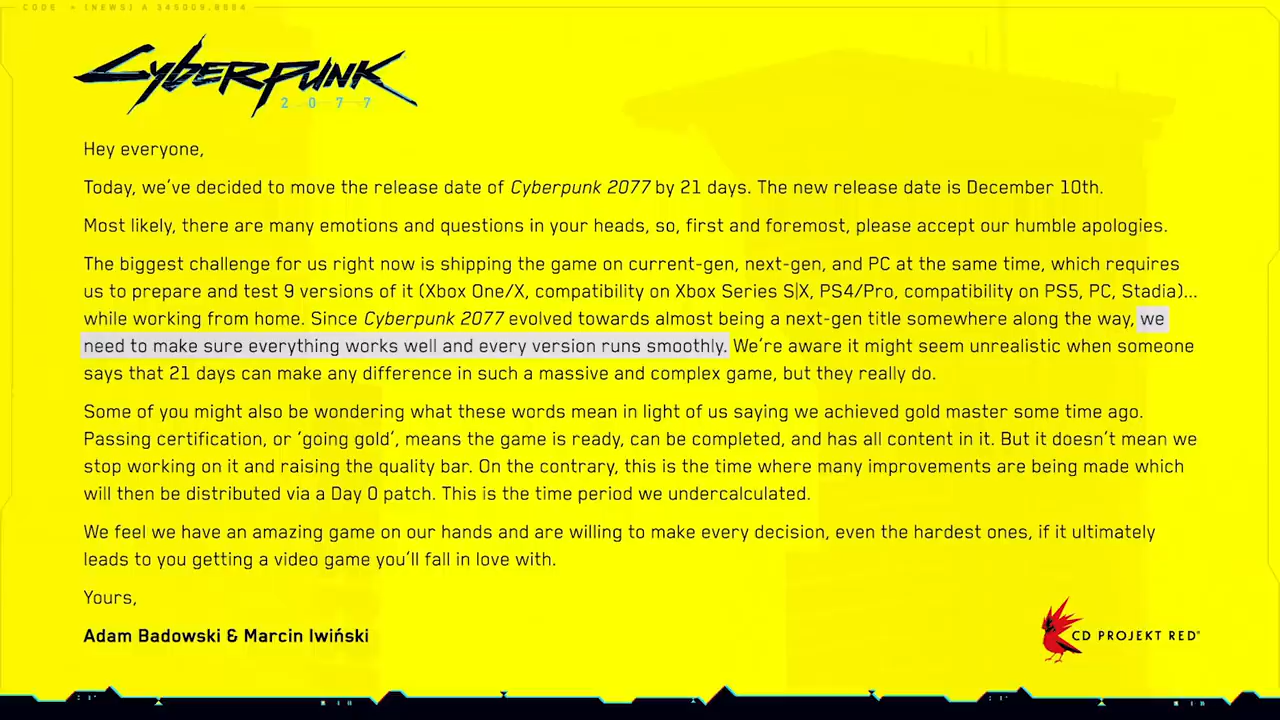 CODE > [NEWS] A 345009.8884
CYBERPUNK
2077
Hey everyone,
Today, we've decided to move the release date of Cyberpunk 2077 by 21 days. The new release date is December 10th.
Most likely, there are many emotions and questions in your heads, so, first and foremost, please accept our humble apologies.
The biggest challenge for us right now is shipping the game on current-gen, next-gen, and PC at the same time, which requires
us to prepare and test 9 versions of it (Xbox One/X, compatibility on Xbox Series S|X, PS4/Pro, compatibility on PS5, PC, Stadia)...
while working from home. Since Cyberpunk 2077 evolved towards almost being a next-gen title somewhere along the way, we
need to make sure everything works well and every version runs smoothly. We're aware it might seem unrealistic when someone
says that 21 days can make any difference in such a massive and complex game, but they really do.
Some of you might also be wondering what these words mean in light of us saying we achieved gold master some time ago.
Passing certification, or 'going gold', means the game is ready, can be completed, and has all content in it. But it doesn't mean we
stop working on it and raising the quality bar. On the contrary, this is the time where many improvements are being made which
will then be distributed via a Day 0 patch. This is the time period we undercalculated.
We feel we have an amazing game on our hands and are willing to make every decision, even the hardest ones, if it ultimately
leads to you getting a video game you'll fall in love with.
Yours,
Adam Badowski & Marcin Iwiński
CD PROJEKT RED®